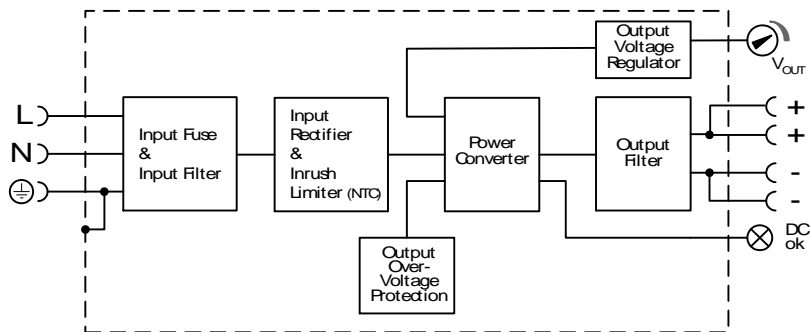 Output
Voltage
Regulator
V OUT
L
N
Input Fuse
&
Input Filter
Input
Rectifier
&
Inrush
Limiter (NTC)
Power
Converter
Output
Filter
+
+
-
-
Output
Over-
Voltage
Protection
DC
ok